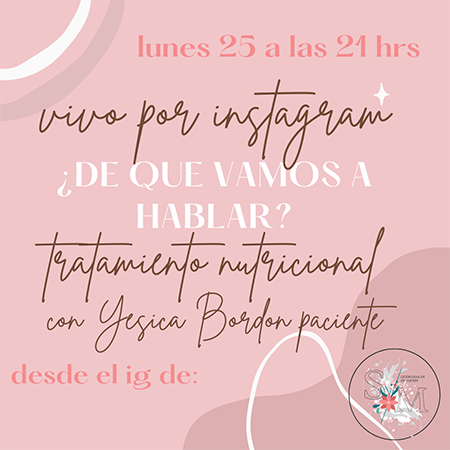 lunes 25 a las 21 hrs
vivo por instagram
¿DE QUE VAMOS A
HABLAR?
tratamiento nutricional
con Yesica Bordon paciente
desde el ig de:
S M